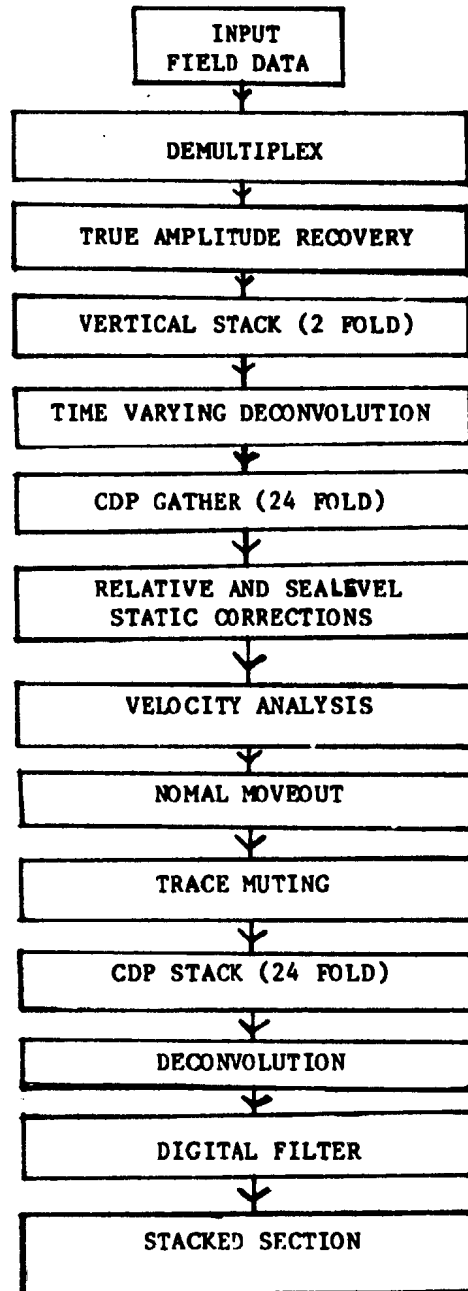 INPUT
FIELD DATA
DEMULTIPLEX
TRUE AMPLITUDE RECOVERY
VERTICAL STACK (2 FOLD)
TIME VARYING DECONVOLUTION
CDP GATHER (24 FOLD)
RELATIVE AND SEALEVEL
STATIC CORRECTIONS
VELOCITY ANALYSIS
NOMAL MOVEOUT
TRACE MUTING
CDP STACK (24 FOLD)
DECONVOLUTION
DIGITAL FILTER
STACKED SECTION